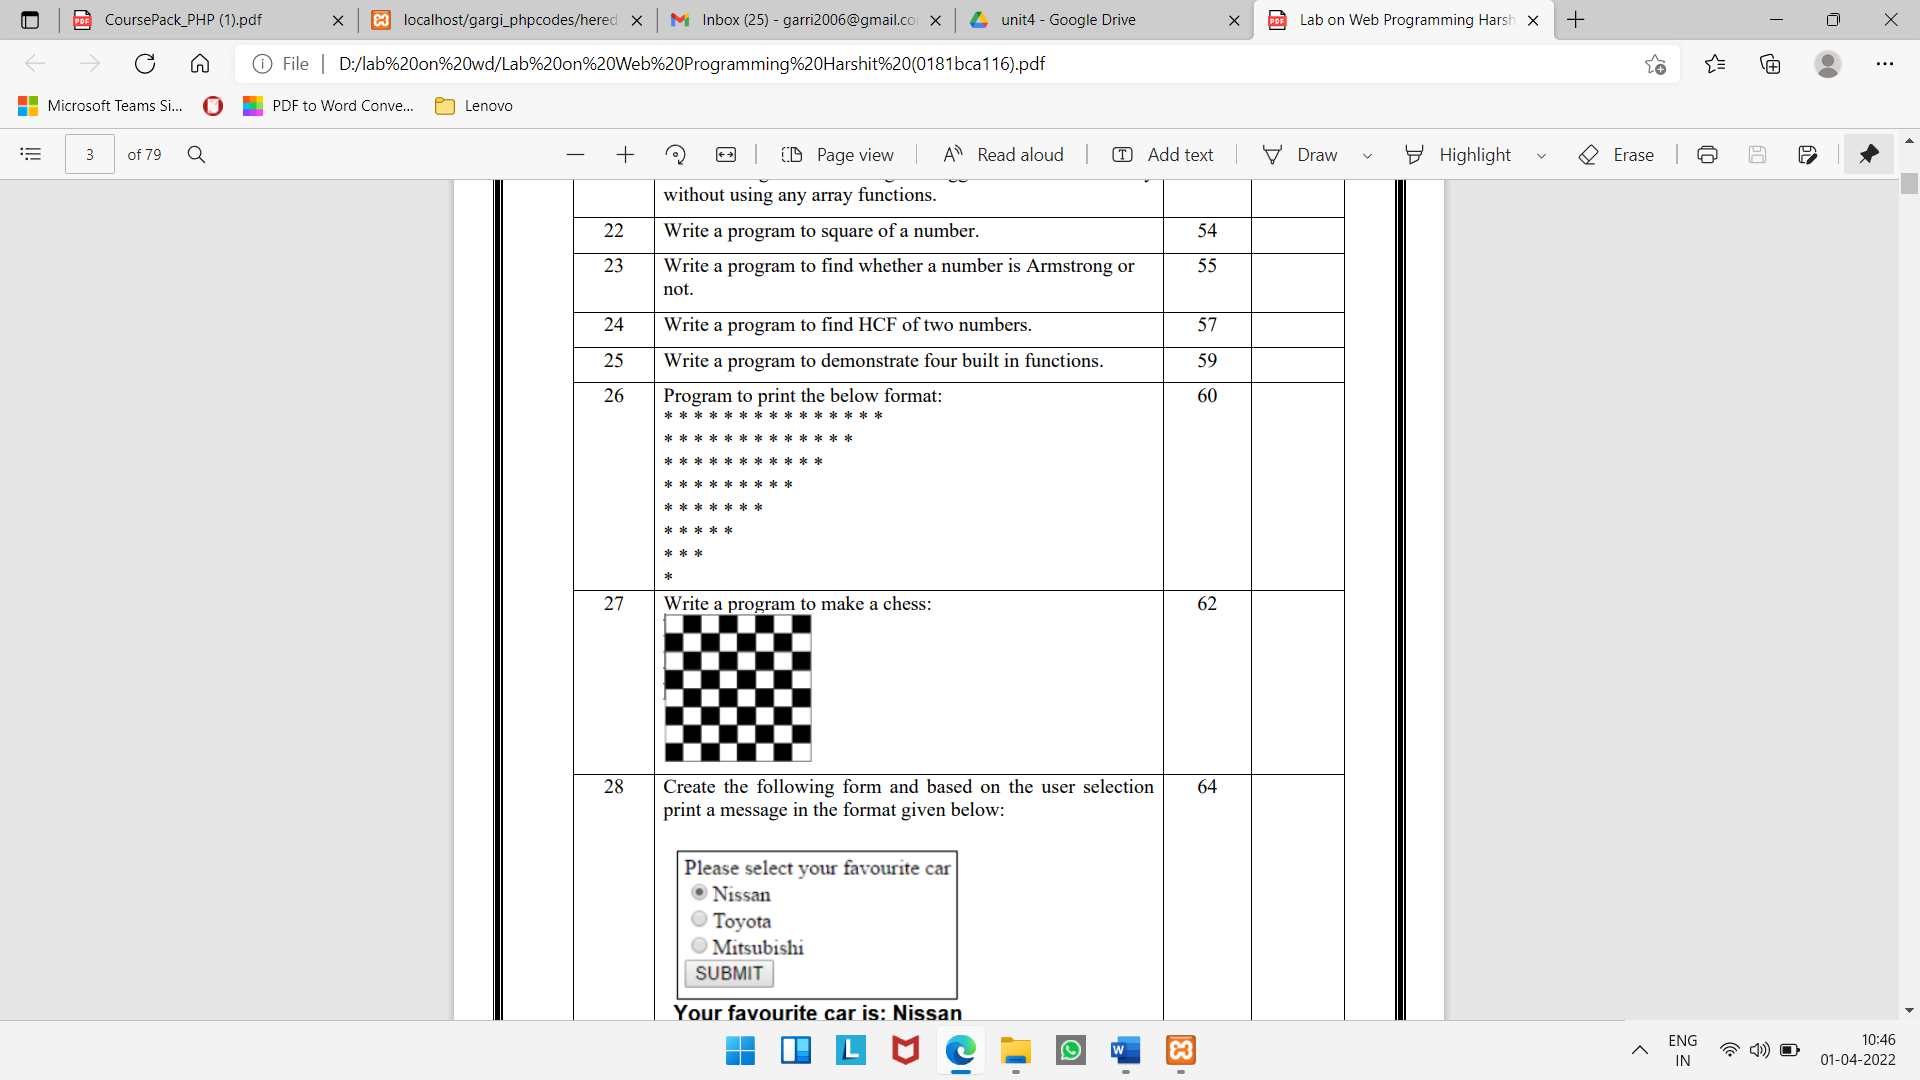 CoursePack_PHP (1).pdf
localhost/gargi_phpcodes/hered
Inbox (25) - garri2006@gmail.co
unit4 - Google Drive
Lab on Web Programming Harsh
File
D:/lab%20on%20wd/Lab%20on%20Web%20Programming%20Harshit%20(0181bca116).pdf
Microsoft Teams Si...
PDF to Word Conve...
Lenovo
3 of 79
Page view
Read aloud
Add text
Draw
Highlight
Erase
without using any array functions.
22 Write a program to square of a number. 54
23 Write a program to find whether a number is Armstrong or 55
not.
24 Write a program to find HCF of two numbers. 57
25 Write a program to demonstrate four built in functions. 59
26 Program to print the below format: 60
* * * * * * * * * * * * * * *
* * * * * * * * * * * * *
* * * * * * * * * * *
* * * * * * * * *
* * * * * * *
* * * * *
* * *
*
27 Write a program to make a chess: 62
28 Create the following form and based on the user selection 64
print a message in the format given below:
Please select your favourite car
Nissan
Toyota
Mitsubishi
SUBMIT
Your favourite car is: Nissan
ENG
IN
10:46
01-04-2022